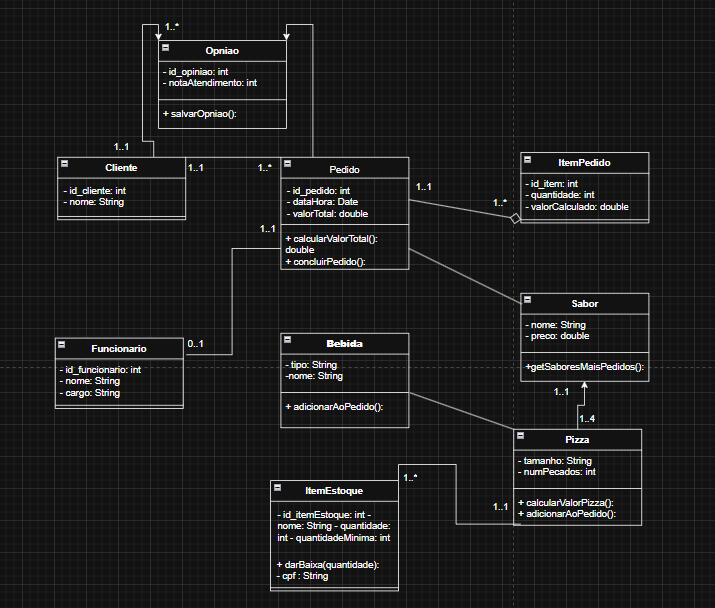 1..*
Opniao
- id_opiniao: int
- notaAtendimento: int
+ salvarOpniao():
1..1
Cliente
- id_cliente: int
- nome: String
1..1
1..*
Pedido
- id_pedido: int
- dataHora: Date
- valorTotal: double
+ calcularValorTotal():
double
+ concluirPedido():
1..1
1..*
ItemPedido
- id_item: int
- quantidade: int
- valorCalculado: double
1..1
Funcionario
- id_funcionario: int
- nome: String
- cargo: String
0..1
Bebida
- tipo: String
-nome: String
+ adicionarAoPedido():
Sabor
- nome: String
- preco: double
+getSaboresMaisPedidos():
1..1
1..4
Pizza
- tamanho: String
- numPecados: int
+ calcularValorPizza():
+ adicionarAoPedido():
1..*
1..1
ItemEstoque
- id_itemEstoque: int -
nome: String - quantidade:
int - quantidadeMinima: int
+ darBaixa(quantidade):
- cpf : String